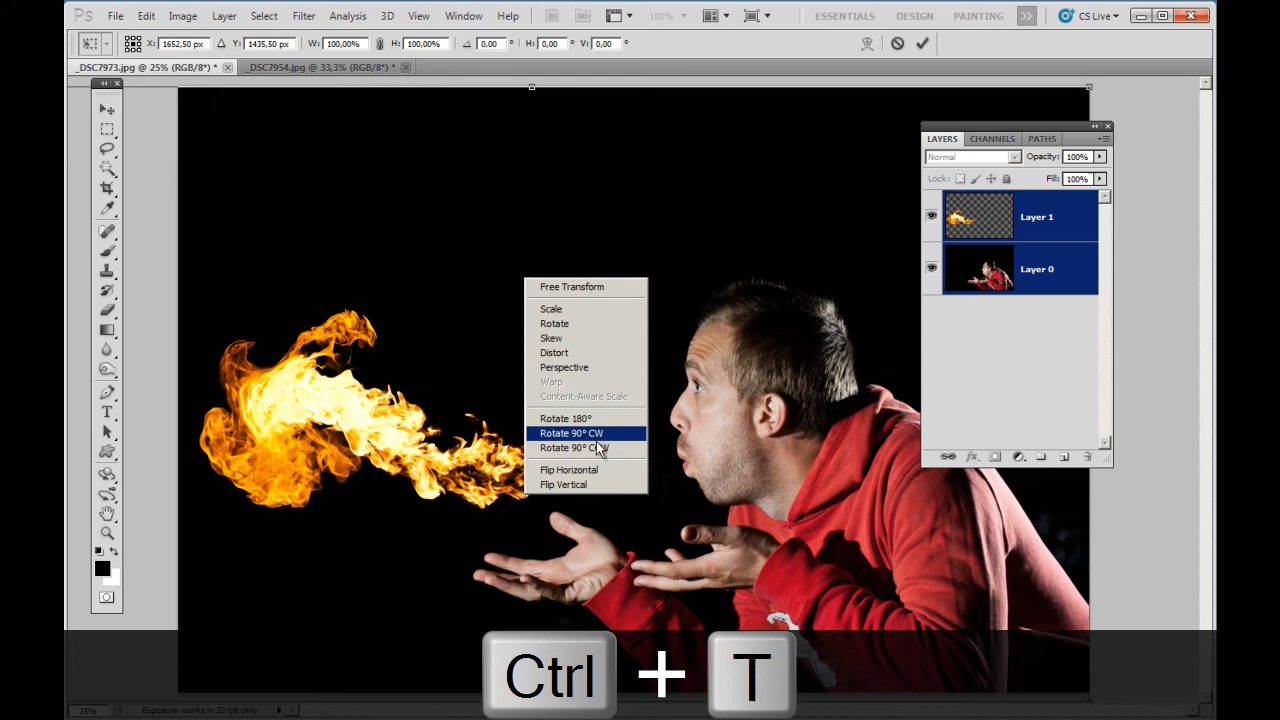 Ps File Edit Image Layer Select Filter Analysis 3D View Window Help Br Mb 100% ESSENTIALS DESIGN PAINTING CS Live
X: 1652,50 px Y: 1435,50 px W: 100,00% H: 100,00% 0,00 ° H: 0,00 ° V: 0,00 °
_DSC7973.jpg @ 25% (RGB/8*) * _DSC7954.jpg @ 33,3% (RGB/8*) *
LAYERS CHANNELS PATHS
Normal Opacity: 100%
Lock: Fill: 100%
Layer 1
Layer 0
Free Transform
Scale
Rotate
Skew
Distort
Perspective
Warp
Content-Aware Scale
Rotate 180°
Rotate 90° CW
Rotate 90° CCW
Flip Horizontal
Flip Vertical
Ctrl + T
25% Exposure works in 32-bit only